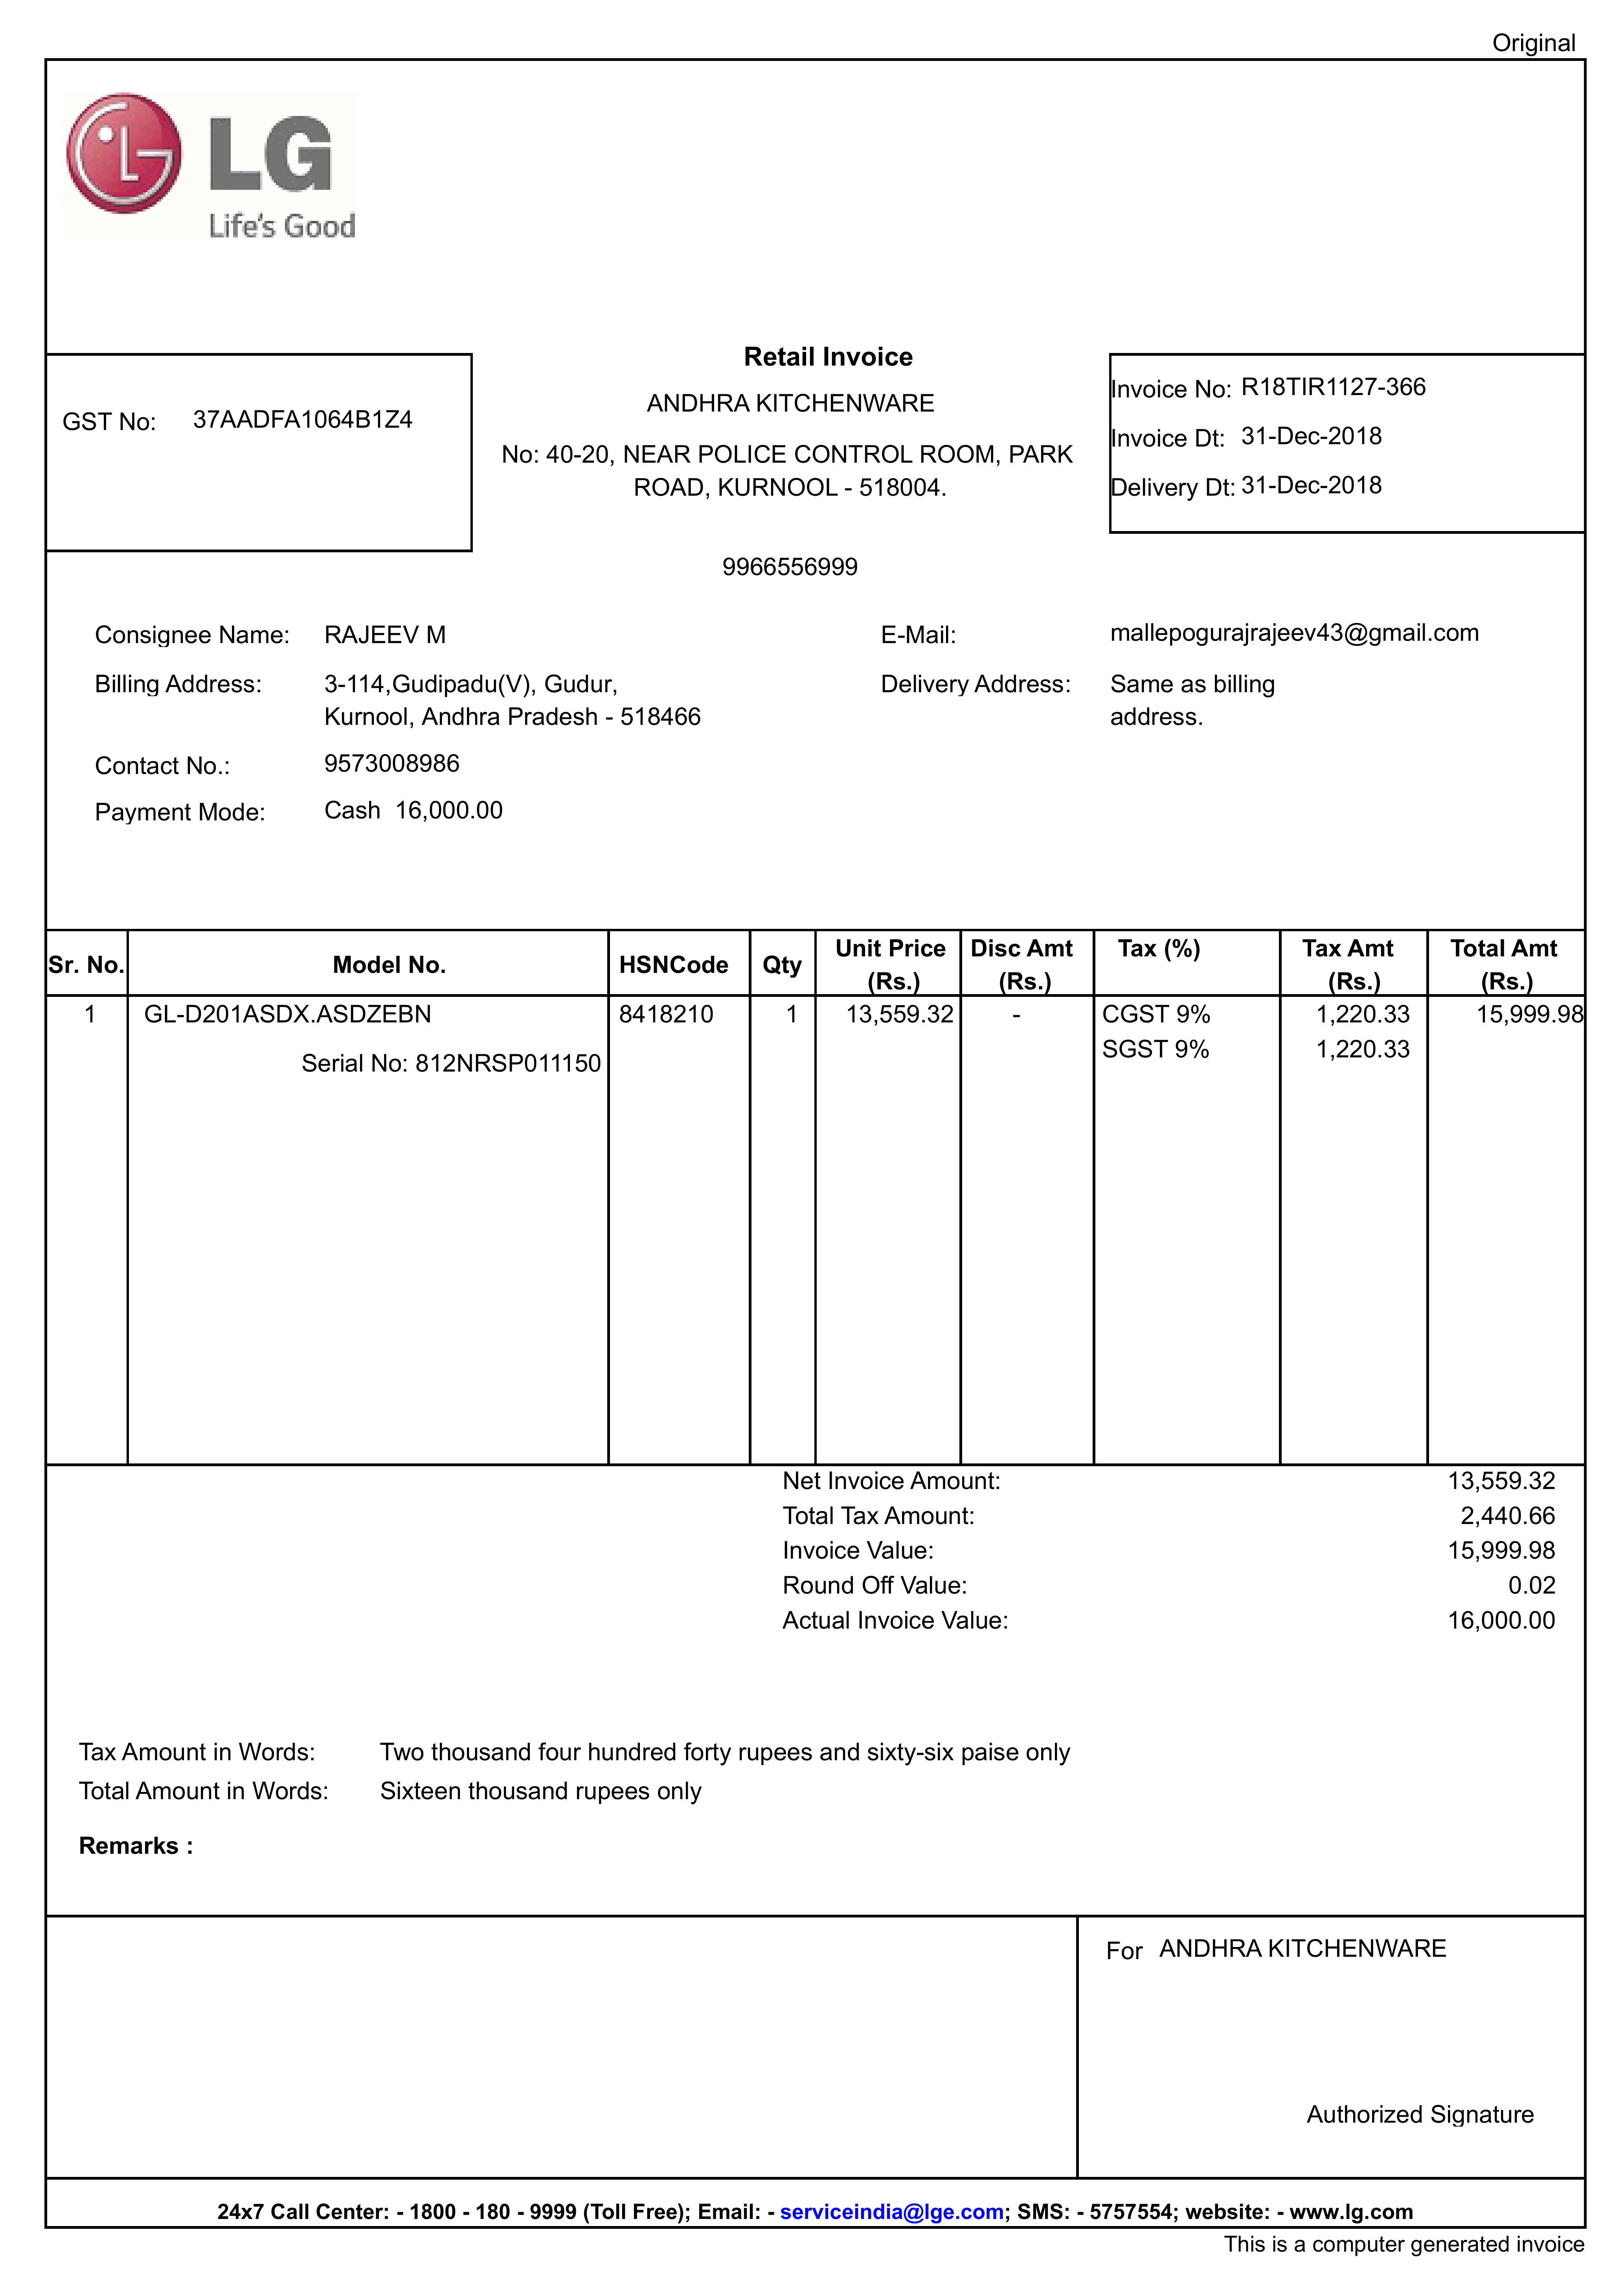 Original
LG
Life's Good
Retail Invoice
GST No: 37AADFA1064B1Z4
ANDHRA KITCHENWARE
No: 40-20, NEAR POLICE CONTROL ROOM, PARK
ROAD, KURNOOL - 518004.
9966556999
Invoice No: R18TIR1127-366
Invoice Dt: 31-Dec-2018
Delivery Dt: 31-Dec-2018
Consignee Name: RAJEEV M
E-Mail: mallepogurajrajeev43@gmail.com
Billing Address: 3-114,Gudipadu(V), Gudur,
Kurnool, Andhra Pradesh - 518466
Delivery Address: Same as billing
address.
Contact No.: 9573008986
Payment Mode: Cash 16,000.00
Sr. No. Model No. HSNCode Qty Unit Price (Rs.) Disc Amt (Rs.) Tax (%) Tax Amt (Rs.) Total Amt (Rs.)
1 GL-D201ASDX.ASDZEBN 8418210 1 13,559.32 - CGST 9% 1,220.33 15,999.98
SGST 9% 1,220.33
Serial No: 812NRSP011150
Net Invoice Amount: 13,559.32
Total Tax Amount: 2,440.66
Invoice Value: 15,999.98
Round Off Value: 0.02
Actual Invoice Value: 16,000.00
Tax Amount in Words: Two thousand four hundred forty rupees and sixty-six paise only
Total Amount in Words: Sixteen thousand rupees only
Remarks :
For ANDHRA KITCHENWARE
Authorized Signature
24x7 Call Center: - 1800 - 180 - 9999 (Toll Free); Email: - serviceindia@lge.com; SMS: - 5757554; website: - www.lg.com
This is a computer generated invoice